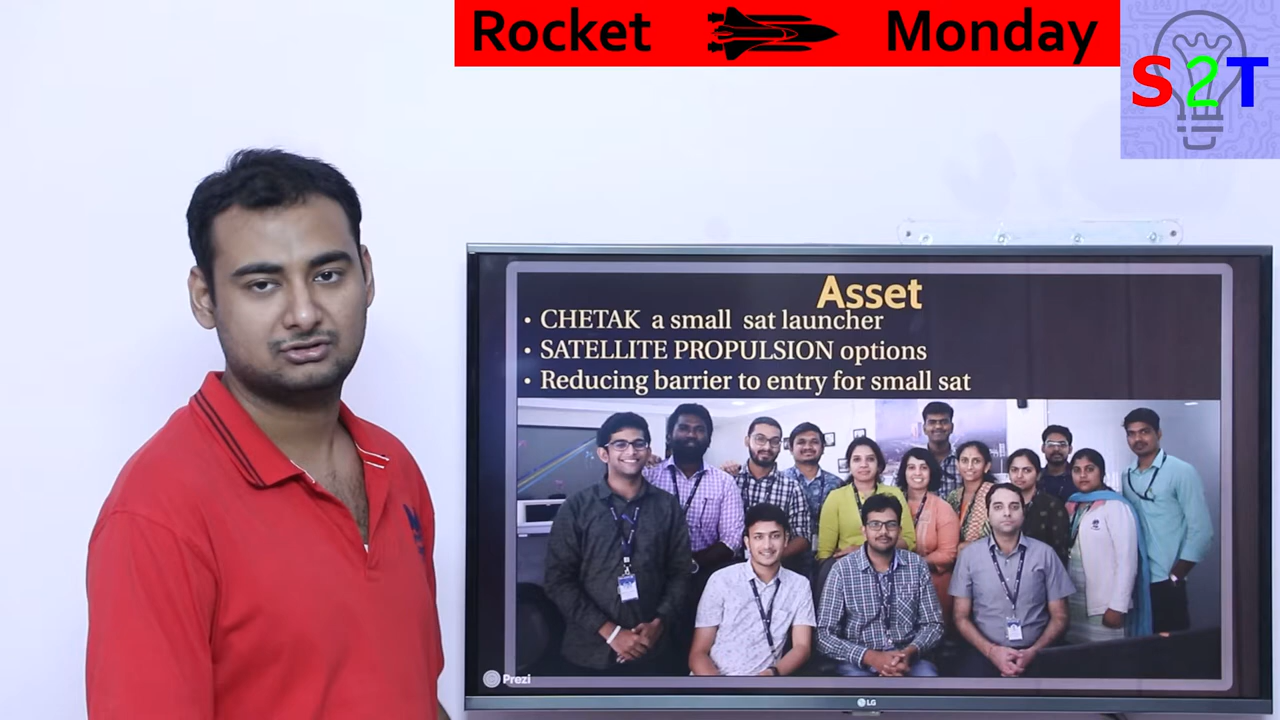 Rocket Monday
S2T
Asset
• CHETAK a small sat launcher
• SATELLITE PROPULSION options
• Reducing barrier to entry for small sat
Prezi
LG